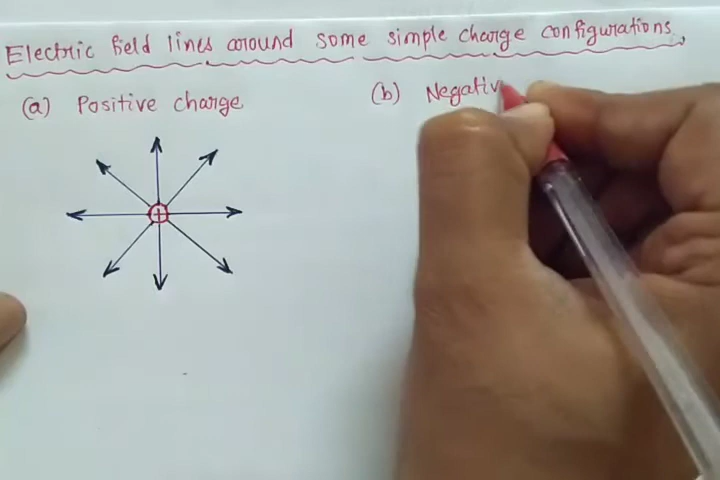 Electric field lines around some simple charge configurations,
(a) Positive charge
(b) Negativ
+